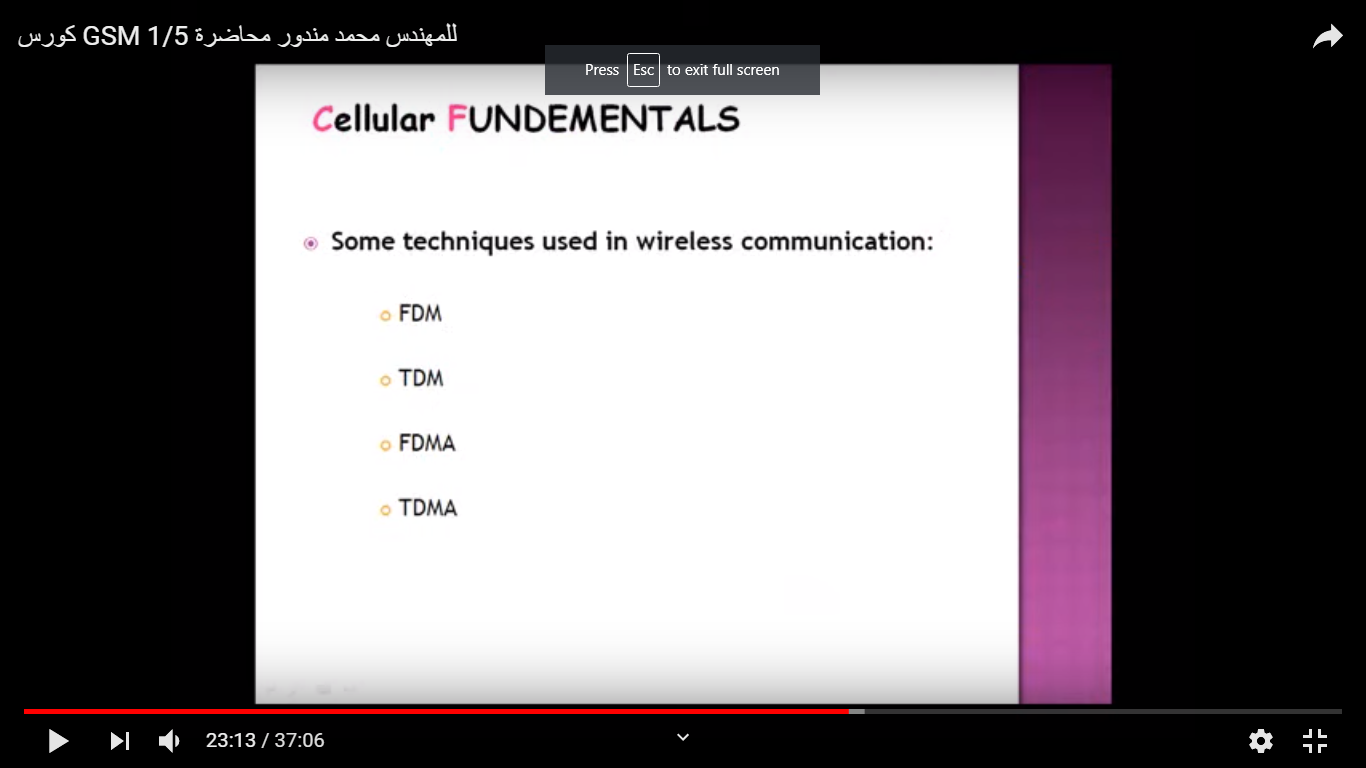 كورس GSM 1/5 للمهندس محمد مندور محاضرة
Press Esc to exit full screen
Cellular FUNDEMENTALS
Some techniques used in wireless communication:
FDM
TDM
FDMA
TDMA
23:13 / 37:06